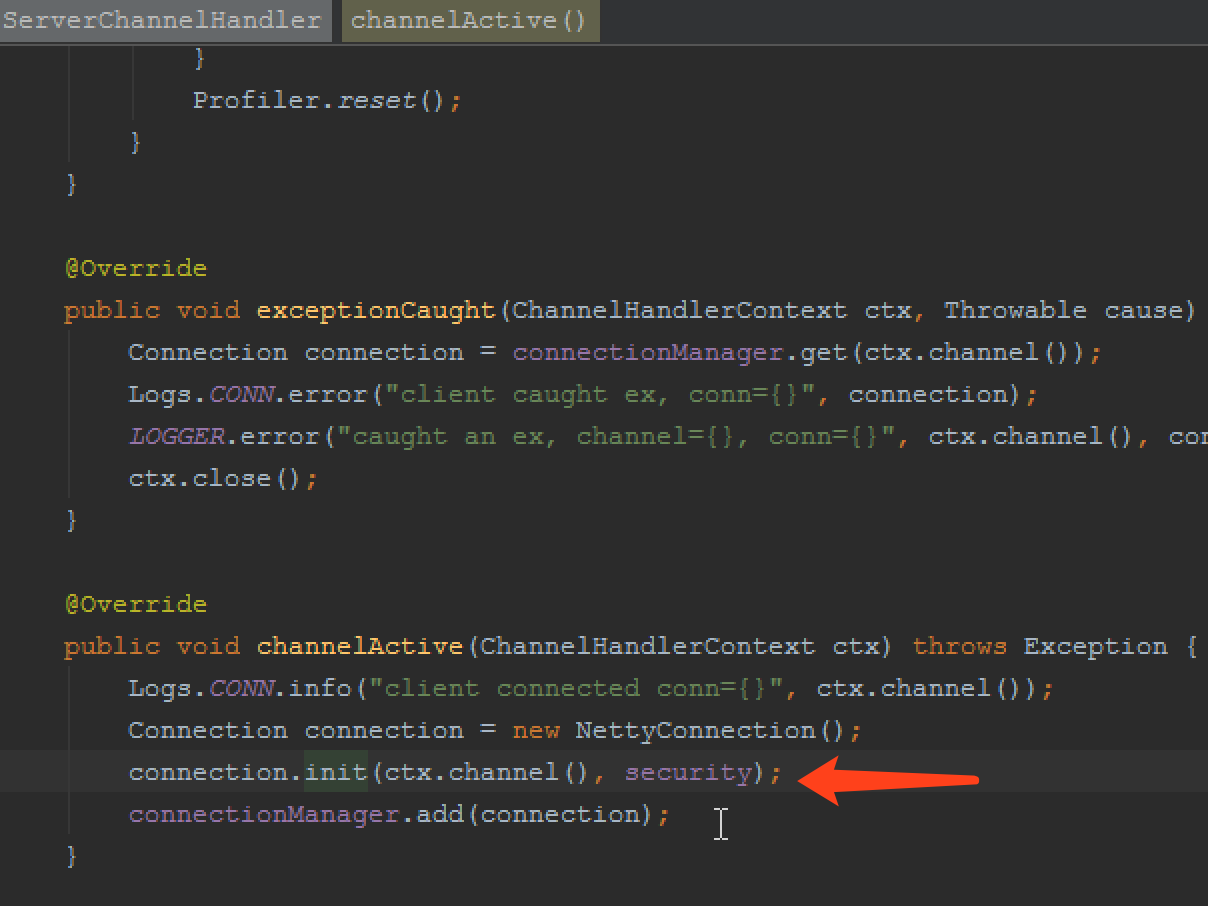 ServerChannelHandler channelActive()
}
Profiler.reset();
}
}
@Override
public void exceptionCaught(ChannelHandlerContext ctx, Throwable cause)
Connection connection = connectionManager.get(ctx.channel());
Logs.CONN.error("client caught ex, conn={}", connection);
LOGGER.error("caught an ex, channel={}, conn={}", ctx.channel(), con
ctx.close();
}
@Override
public void channelActive(ChannelHandlerContext ctx) throws Exception {
Logs.CONN.info("client connected conn={}", ctx.channel());
Connection connection = new NettyConnection();
connection.init(ctx.channel(), security);
connectionManager.add(connection);
}